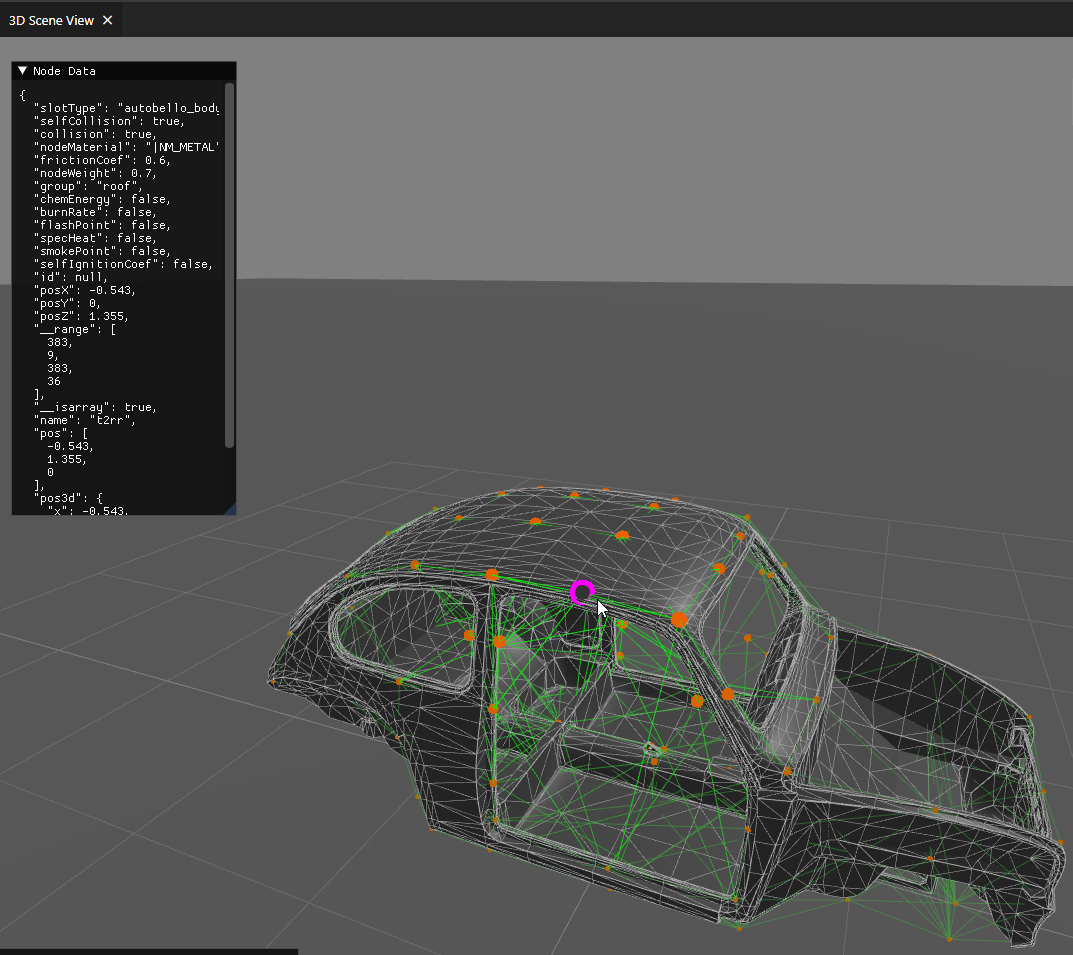 3D Scene View
Node Data
{
"slotType": "autobello_body
"selfCollision": true,
"collision": true,
"nodeMaterial": "|NM_METAL"
"frictionCoef": 0.6,
"nodeWeight": 0.7,
"group": "roof",
"chemEnergy": false,
"burnRate": false,
"flashPoint": false,
"specHeat": false,
"smokePoint": false,
"selfIgnitionCoef": false,
"id": null,
"posX": -0.543,
"posY": 0,
"posZ": 1.355,
"__range": [
383,
9,
383,
36
],
"__isarray": true,
"name": "t2rr",
"pos": [
-0.543,
1.355,
0
],
"pos3d": {
"x": -0.543,